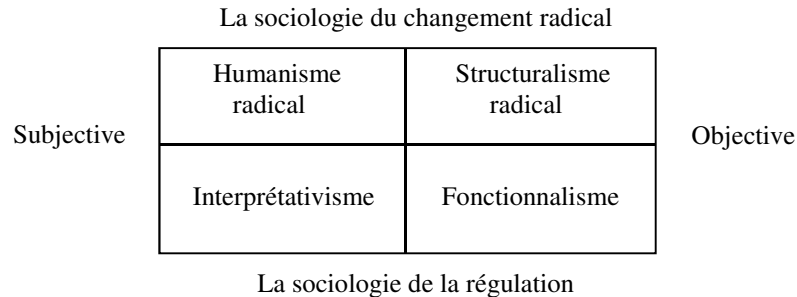 La sociologie du changement radical
Humanisme
radical
Structuralisme
radical
Subjective
Objective
Interprétativisme
Fonctionnalisme
La sociologie de la régulation